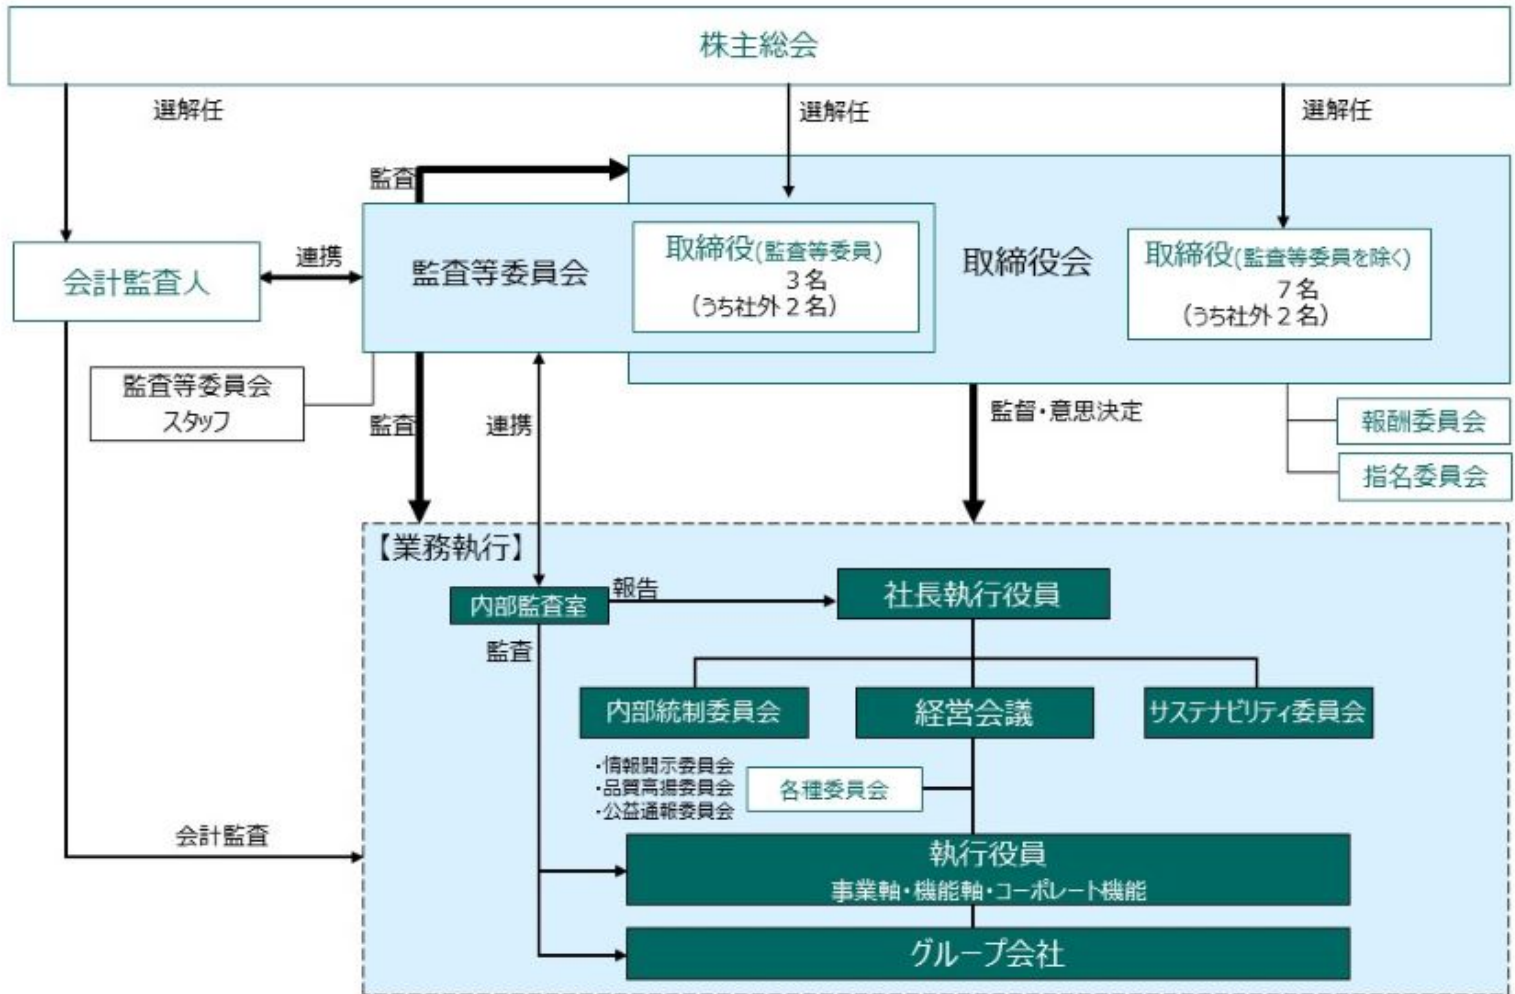 株主総会
選解任
選解任
選解任
監査
会計監査人
連携
監査等委員会
取締役(監査等委員)
3名
(うち社外2名)
取締役会
取締役(監査等委員を除く)
7名
(うち社外2名)
監査等委員会
スタッフ
監査
連携
監督・意思決定
報酬委員会
指名委員会
【業務執行】
内部監査室
報告
社長執行役員
監査
内部統制委員会
経営会議
サステナビリティ委員会
・情報開示委員会
・品質高揚委員会
・公益通報委員会
各種委員会
会計監査
執行役員
事業軸・機能軸・コーポレート機能
グループ会社